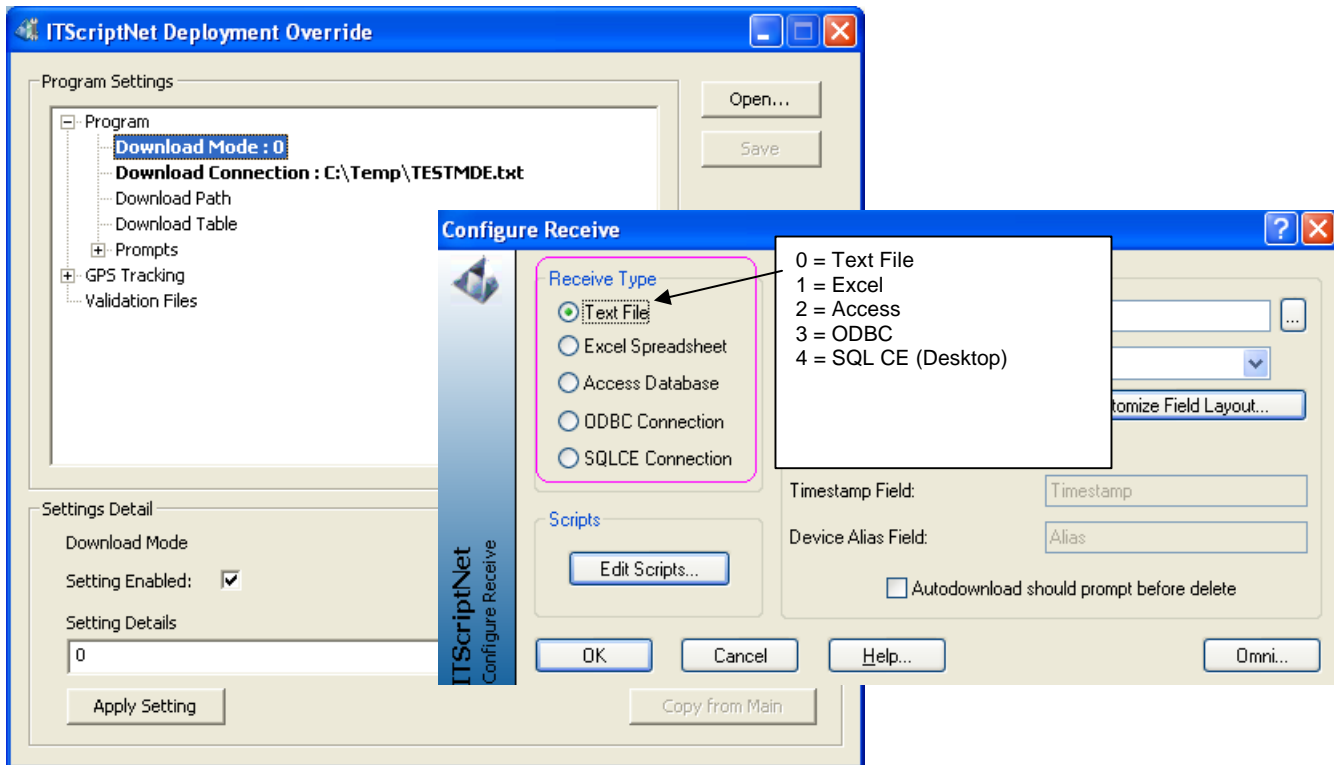 ITScriptNet Deployment Override
Program Settings
Open...
Save
Program
Download Mode : 0
Download Connection : C:\Temp\TESTMDE.txt
Download Path
Download Table
Prompts
GPS Tracking
Validation Files
Settings Detail
Download Mode
Setting Enabled:
Setting Details
0
Apply Setting
Copy from Main
Configure Receive
ITScriptNet
Configure Receive
Receive Type
Text File
Excel Spreadsheet
Access Database
ODBC Connection
SQLCE Connection
0 = Text File
1 = Excel
2 = Access
3 = ODBC
4 = SQL CE (Desktop)
...
tomize Field Layout...
Scripts
Edit Scripts...
Timestamp Field:
Timestamp
Device Alias Field:
Alias
Autodownload should prompt before delete
OK
Cancel
Help...
Omni...